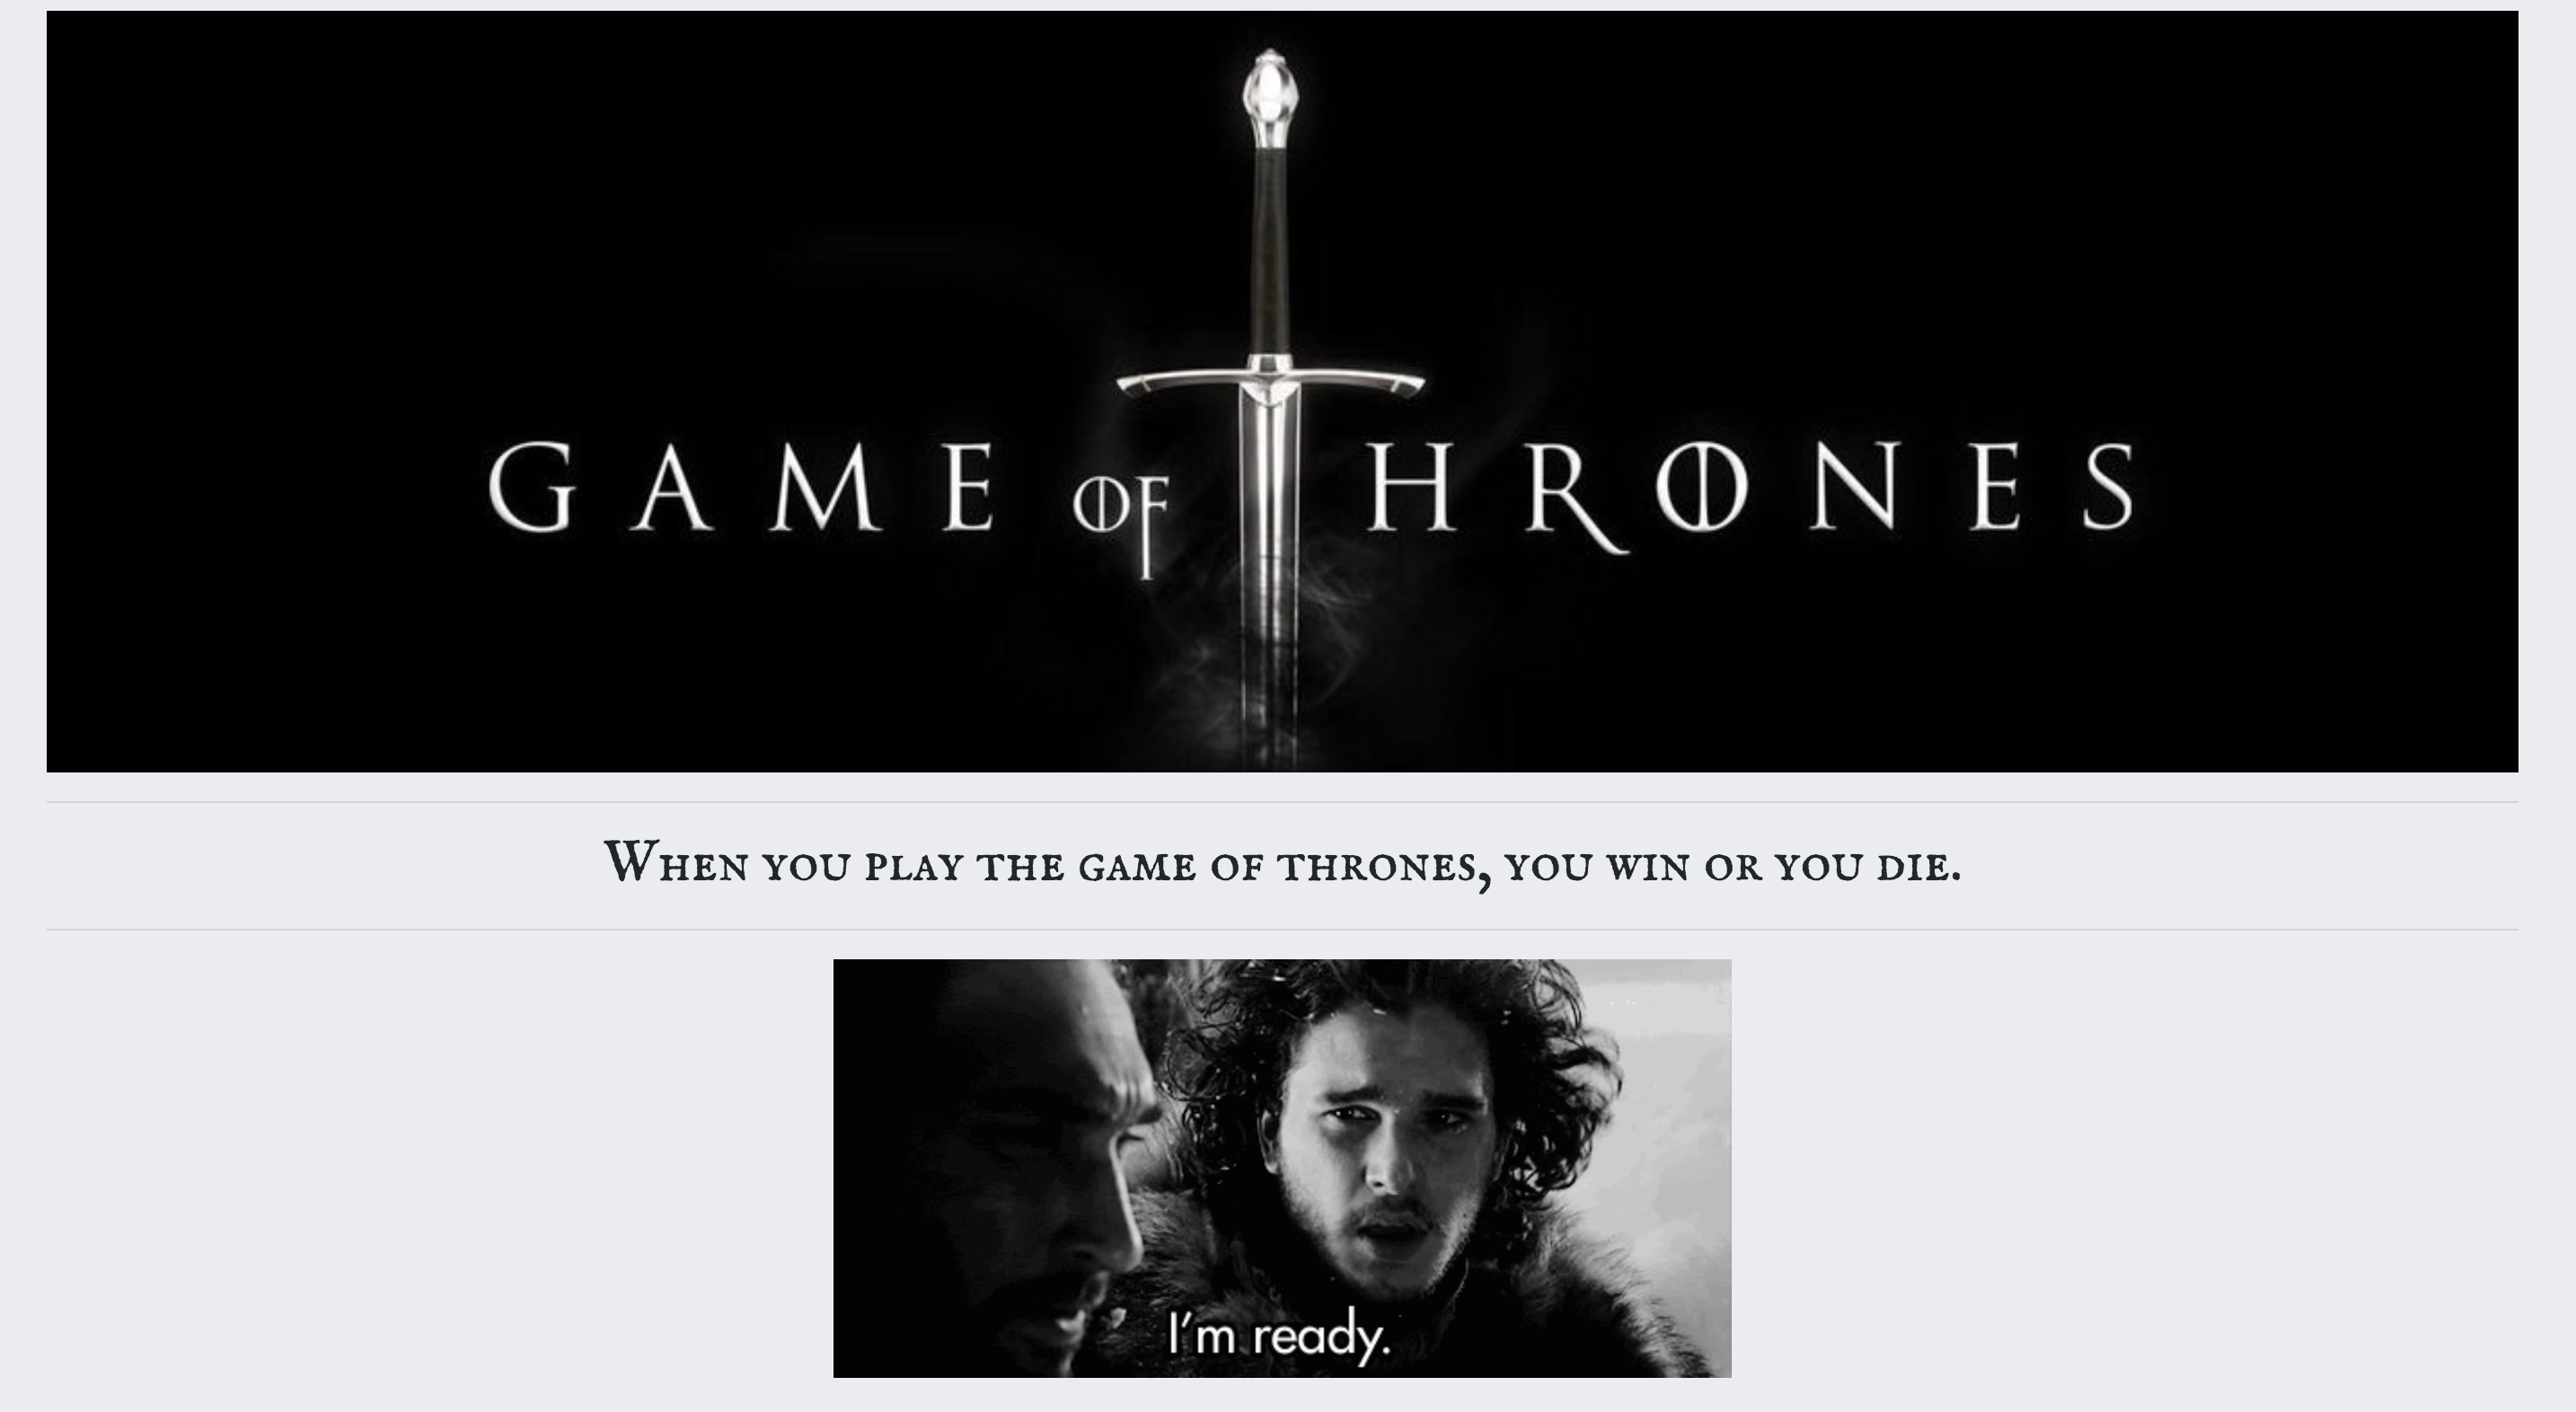 GAME OF THRONES
When you play the game of thrones, you win or you die.
I'm ready.